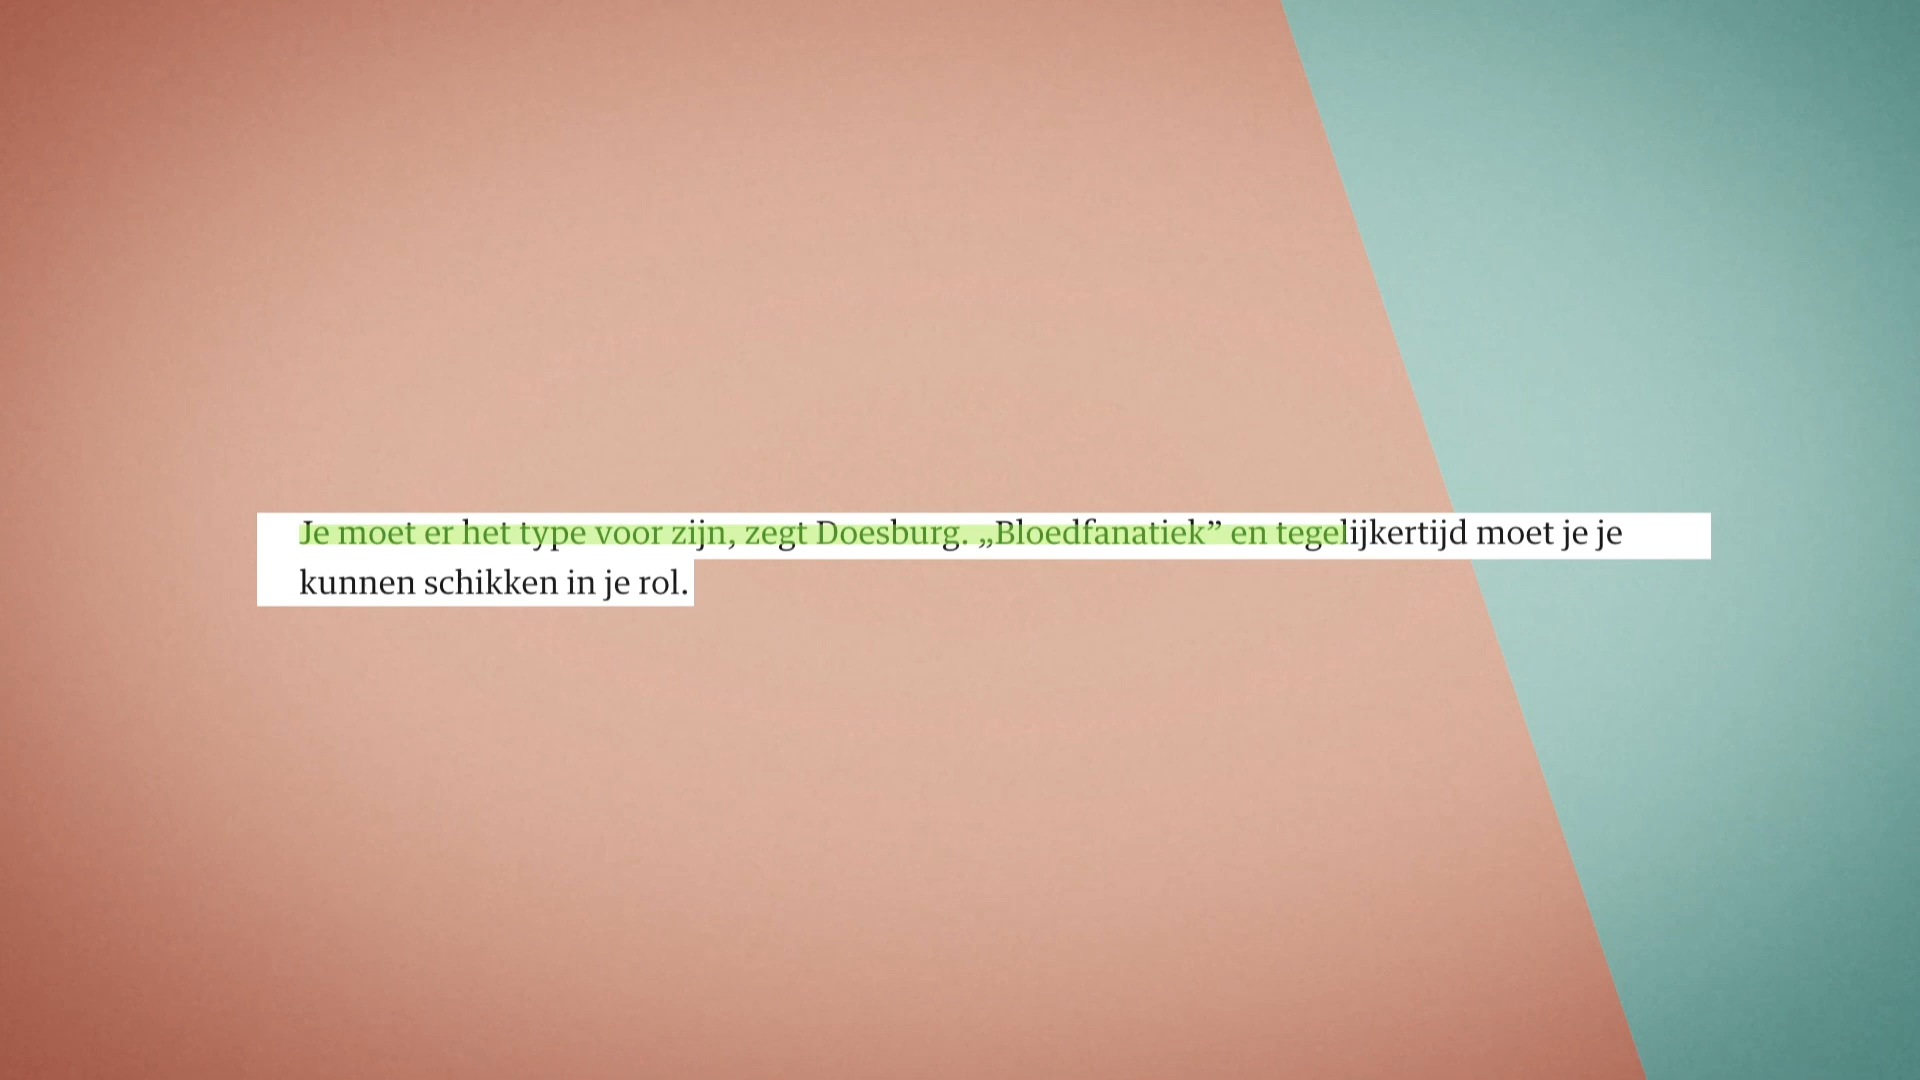 Je moet er het type voor zijn, zegt Doesburg. „Bloedfanatiek” en tegelijkertijd moet je je
kunnen schikken in je rol.